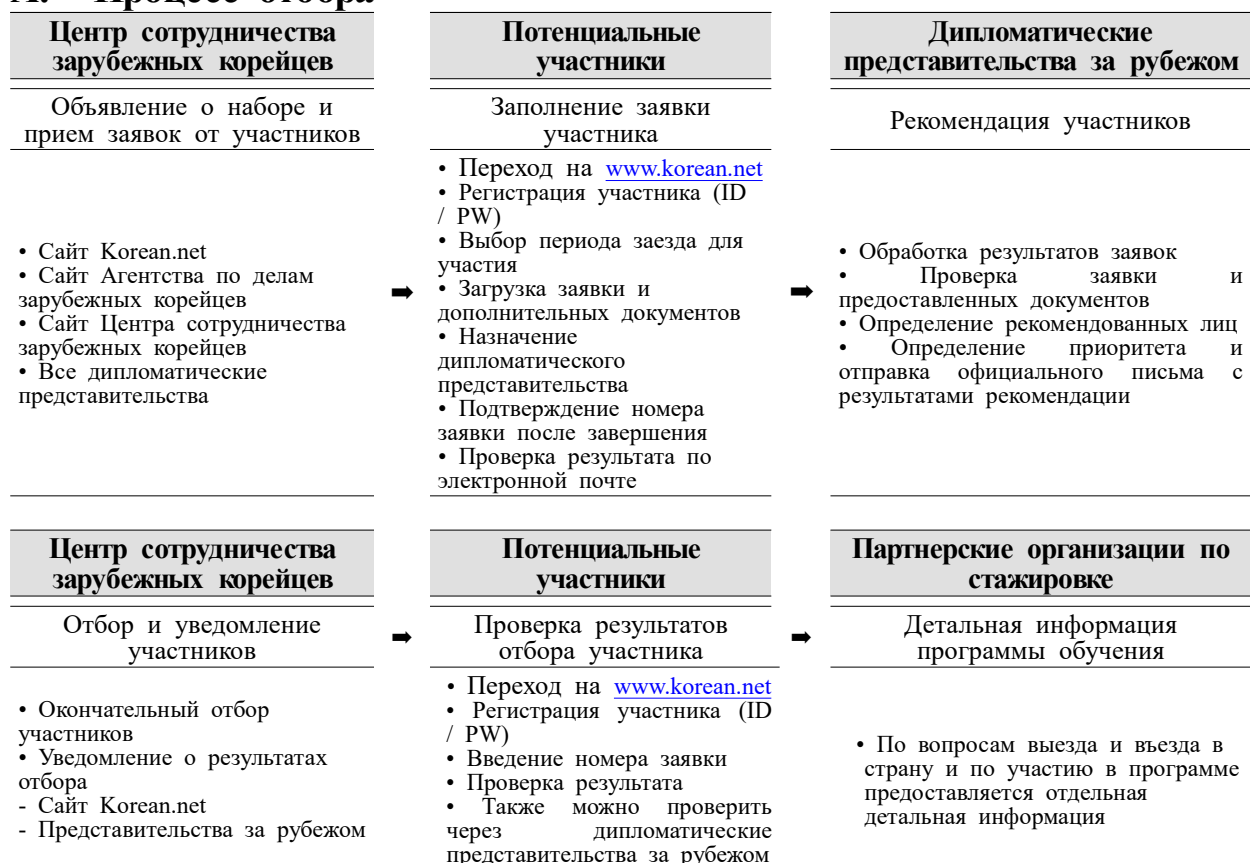 Центр сотрудничества
зарубежных корейцев
Объявление о наборе и
прием заявок от участников
• Сайт Korean.net
• Сайт Агентства по делам
зарубежных корейцев
• Сайт Центра сотрудничества
зарубежных корейцев
• Все дипломатические
представительства
➡
Потенциальные
участники
Заполнение заявки
участника
• Переход на www.korean.net
• Регистрация участника (ID
/ PW)
• Выбор периода заезда для
участия
• Загрузка заявки и
дополнительных документов
• Назначение
дипломатического
представительства
• Подтверждение номера
заявки после завершения
• Проверка результата по
электронной почте
➡
Дипломатические
представительства за рубежом
Рекомендация участников
• Обработка результатов заявок
• Проверка заявки и
предоставленных документов
• Определение рекомендованных лиц
• Определение приоритета и
отправка официального письма с
результатами рекомендации
Центр сотрудничества
зарубежных корейцев
Отбор и уведомление
участников
• Окончательный отбор
участников
• Уведомление о результатах
отбора
- Сайт Korean.net
- Представительства за рубежом
➡
Потенциальные
участники
Проверка результатов
отбора участника
• Переход на www.korean.net
• Регистрация участника (ID
/ PW)
• Введение номера заявки
• Проверка результата
• Также можно проверить
через дипломатические
представительства за рубежом
➡
Партнерские организации по
стажировке
Детальная информация
программы обучения
• По вопросам выезда и въезда в
страну и по участию в программе
предоставляется отдельная
детальная информация